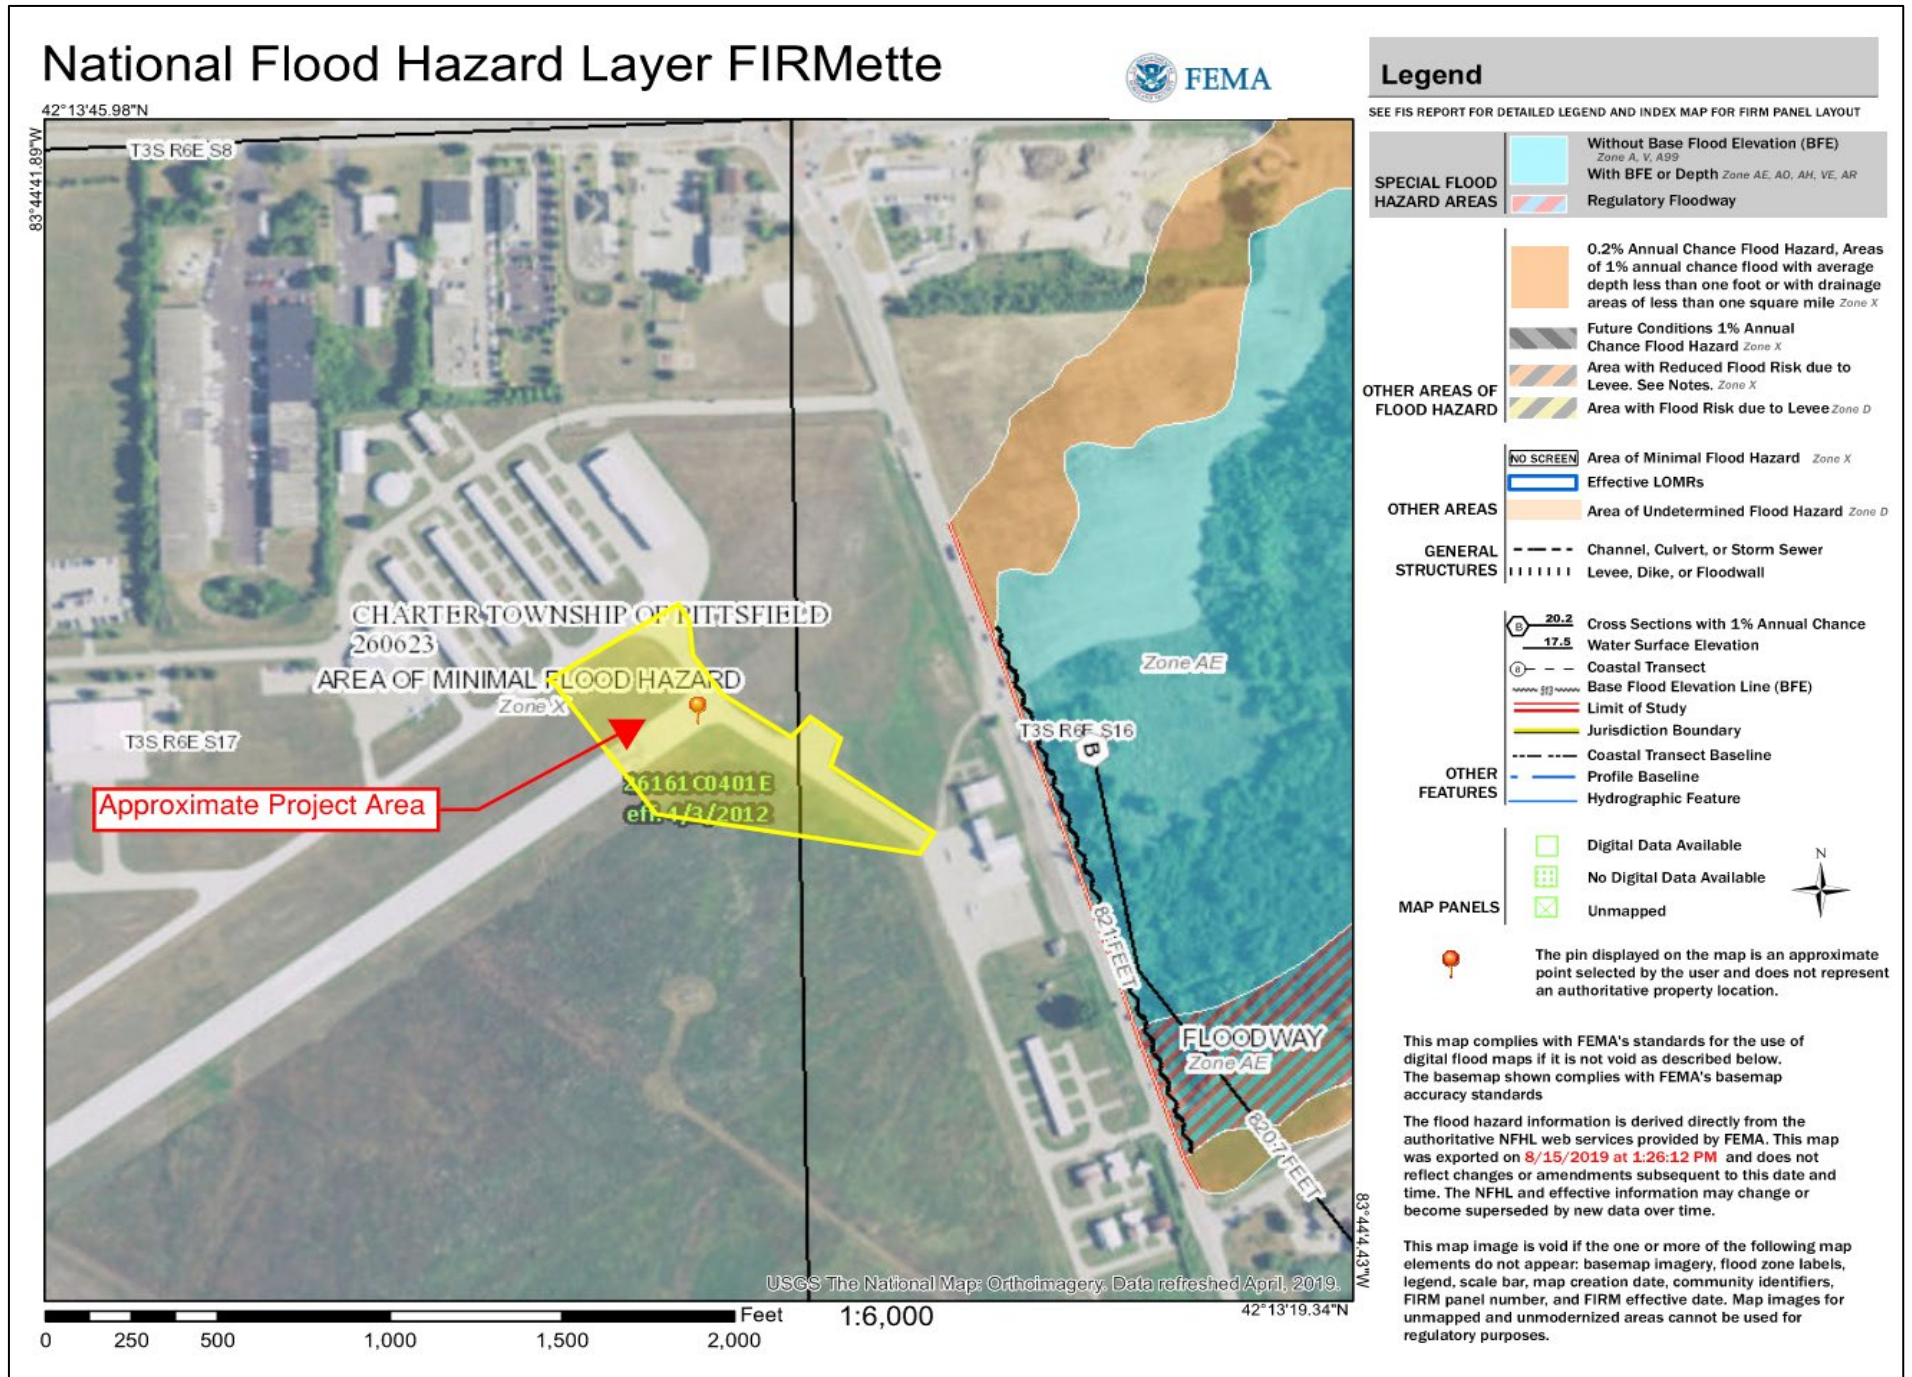 National Flood Hazard Layer FIRMette
FEMA
42°13'45.98"N
83°44'41.89"W
T3S R6E S8
CHARTER TOWNSHIP OF PITTSFIELD
260623
AREA OF MINIMAL FLOOD HAZARD
Zone X
T3S R6E S17
Approximate Project Area
26161C0401E
eff. 4/3/2012
Zone AE
T3S R6E S16
B
821 FEET
FLOODWAY
Zone AE
820.7 FEET
USGS The National Map: Orthoimagery. Data refreshed April, 2019.
83°44'4.43"W
42°13'19.34"N
Feet
1:6,000
0 250 500 1,000 1,500 2,000
Legend
SEE FIS REPORT FOR DETAILED LEGEND AND INDEX MAP FOR FIRM PANEL LAYOUT
SPECIAL FLOOD
HAZARD AREAS
Without Base Flood Elevation (BFE)
Zone A, V, A99
With BFE or Depth Zone AE, AO, AH, VE, AR
Regulatory Floodway
OTHER AREAS OF
FLOOD HAZARD
0.2% Annual Chance Flood Hazard, Areas
of 1% annual chance flood with average
depth less than one foot or with drainage
areas of less than one square mile Zone X
Future Conditions 1% Annual
Chance Flood Hazard Zone X
Area with Reduced Flood Risk due to
Levee. See Notes. Zone X
Area with Flood Risk due to Levee Zone D
OTHER AREAS
NO SCREEN Area of Minimal Flood Hazard Zone X
Effective LOMRs
Area of Undetermined Flood Hazard Zone D
GENERAL
STRUCTURES
Channel, Culvert, or Storm Sewer
Levee, Dike, or Floodwall
OTHER
FEATURES
B 20.2 Cross Sections with 1% Annual Chance
17.5 Water Surface Elevation
8 Coastal Transect
513 Base Flood Elevation Line (BFE)
Limit of Study
Jurisdiction Boundary
Coastal Transect Baseline
Profile Baseline
Hydrographic Feature
MAP PANELS
Digital Data Available
No Digital Data Available
Unmapped
N
The pin displayed on the map is an approximate
point selected by the user and does not represent
an authoritative property location.
This map complies with FEMA's standards for the use of
digital flood maps if it is not void as described below.
The basemap shown complies with FEMA's basemap
accuracy standards
The flood hazard information is derived directly from the
authoritative NFHL web services provided by FEMA. This map
was exported on 8/15/2019 at 1:26:12 PM and does not
reflect changes or amendments subsequent to this date and
time. The NFHL and effective information may change or
become superseded by new data over time.
This map image is void if the one or more of the following map
elements do not appear: basemap imagery, flood zone labels,
legend, scale bar, map creation date, community identifiers,
FIRM panel number, and FIRM effective date. Map images for
unmapped and unmodernized areas cannot be used for
regulatory purposes.